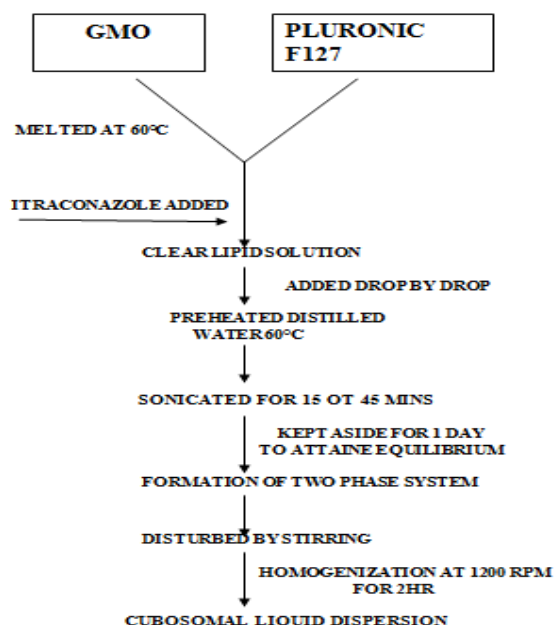 GMO
PLURONIC
F127
MELTED AT 60°C
ITRACONAZOLE ADDED
CLEAR LIPID SOLUTION
ADDED DROP BY DROP
PREHEATED DISTILLED
WATER 60°C
SONICATED FOR 15 OT 45 MINS
KEPT ASIDE FOR 1 DAY
TO ATTAINE EQUILIBRIUM
FORMATION OF TWO PHASE SYSTEM
DISTURBED BY STIRRING
HOMOGENIZATION AT 1200 RPM
FOR 2HR
CUBOSOMAL LIQUID DISPERSION